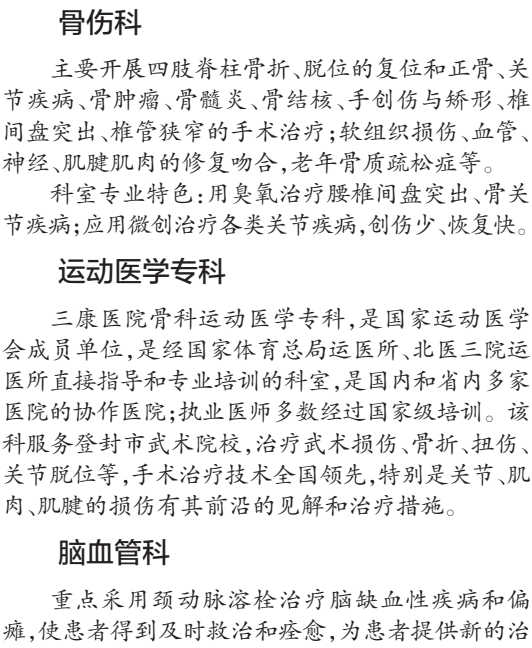 骨伤科
主要开展四肢脊柱骨折、脱位的复位和正骨、关
节疾病、骨肿瘤、骨髓炎、骨结核、手创伤与矫形、椎
间盘突出、椎管狭窄的手术治疗;软组织损伤、血管、
神经、肌腱肌肉的修复吻合,老年骨质疏松症等。
科室专业特色:用臭氧治疗腰椎间盘突出、骨关
节疾病;应用微创治疗各类关节疾病,创伤少、恢复快。
运动医学专科
三康医院骨科运动医学专科,是国家运动医学
会成员单位,是经国家体育总局运医所、北医三院运
医所直接指导和专业培训的科室,是国内和省内多家
医院的协作医院;执业医师多数经过国家级培训。该
科服务登封市武术院校,治疗武术损伤、骨折、扭伤、
关节脱位等,手术治疗技术全国领先,特别是关节、肌
肉、肌腱的损伤有其前沿的见解和治疗措施。
脑血管科
重点采用颈动脉溶栓治疗脑缺血性疾病和偏
瘫,使患者得到及时救治和痊愈,为患者提供新的治